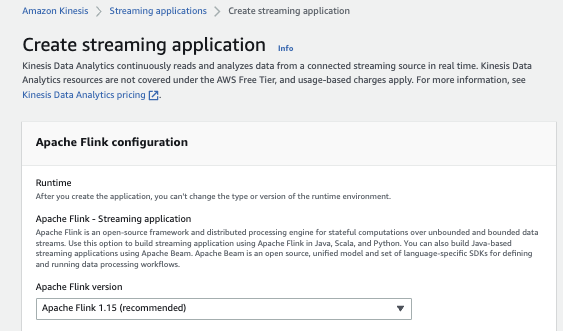 Amazon Kinesis > Streaming applications > Create streaming application
Create streaming application Info
Kinesis Data Analytics continuously reads and analyzes data from a connected streaming source in real time. Kinesis Data
Analytics resources are not covered under the AWS Free Tier, and usage-based charges apply. For more information, see
Kinesis Data Analytics pricing.
Apache Flink configuration
Runtime
After you create the application, you can't change the type or version of the runtime environment.
Apache Flink - Streaming application
Apache Flink is an open-source framework and distributed processing engine for stateful computations over unbounded and bounded data
streams. Use this option to build streaming application using Apache Flink in Java, Scala, and Python. You can also build Java-based
streaming applications using Apache Beam. Apache Beam is an open source, unified model and set of language-specific SDKs for defining
and running data processing workflows.
Apache Flink version
Apache Flink 1.15 (recommended)